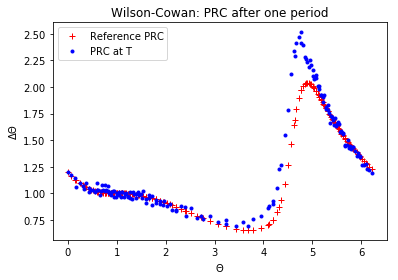 Wilson-Cowan: PRC after one period
Reference PRC
PRC at T
ΔΘ
2.50
2.25
2.00
1.75
1.50
1.25
1.00
0.75
0 1 2 3 4 5 6
Θ